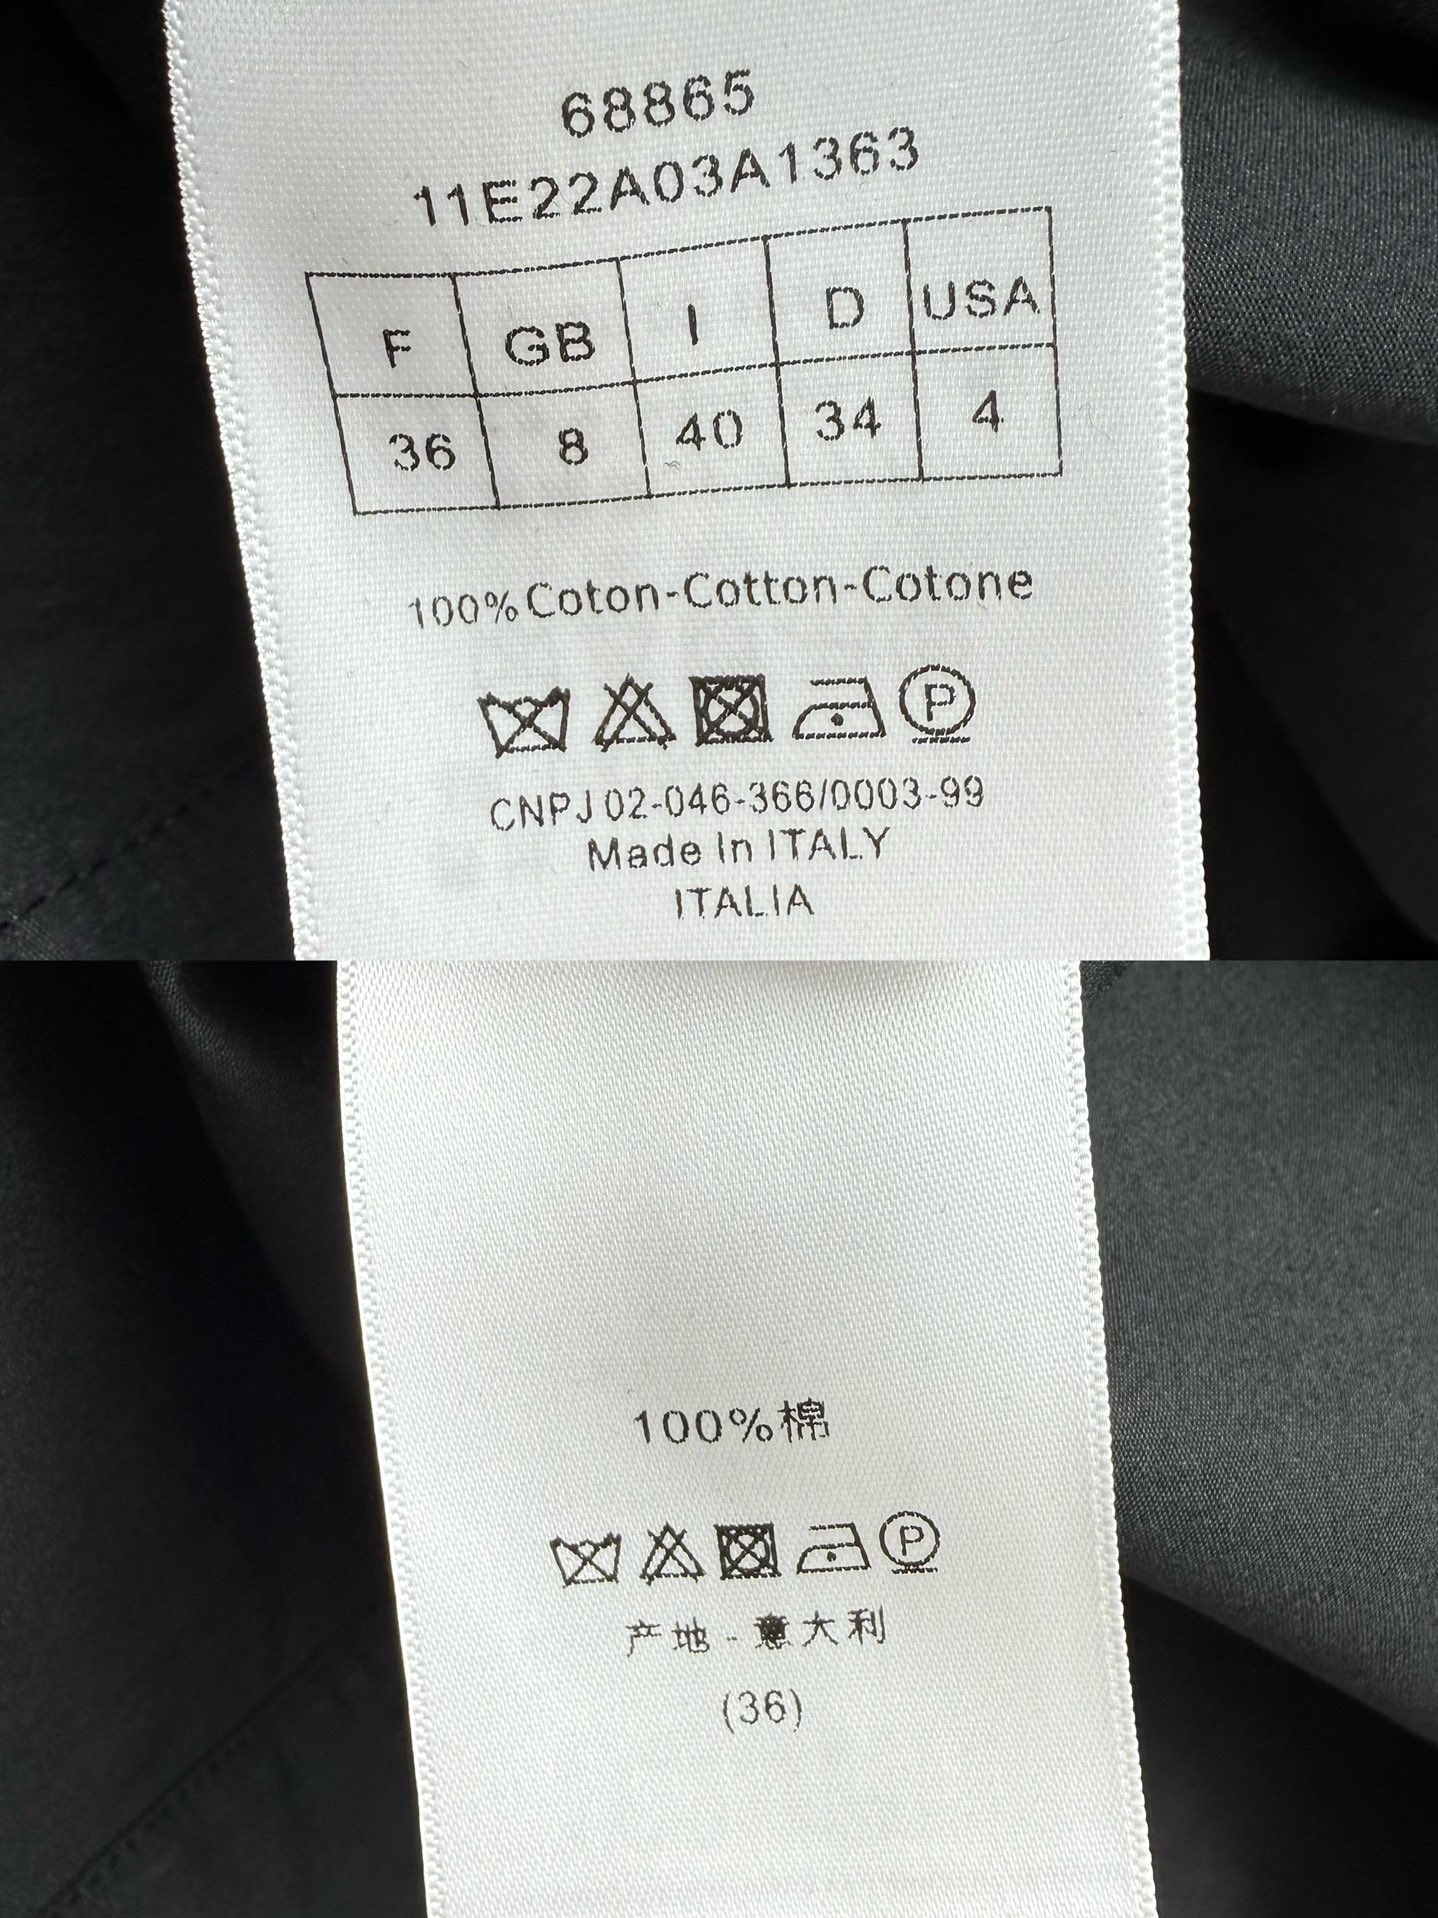 68865
11E22A03A1363
F GB I D USA
36 8 40 34 4
100% Coton-Cotton-Cotone
P
CNPJ 02-046-366/0003-99
Made In ITALY
ITALIA
100%棉
P
产地-意大利
(36)